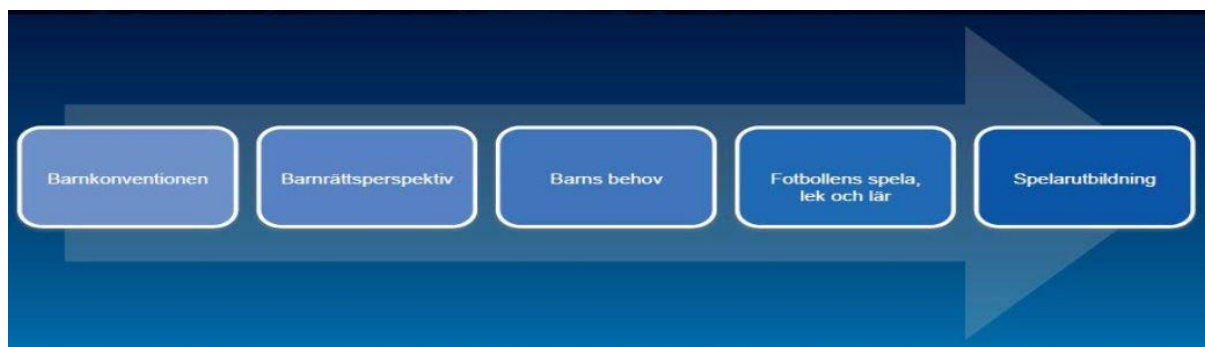 Barnkonventionen
Barnrättsperspektiv
Barns behov
Fotbollens spela,
lek och lär
Spelarutbildning